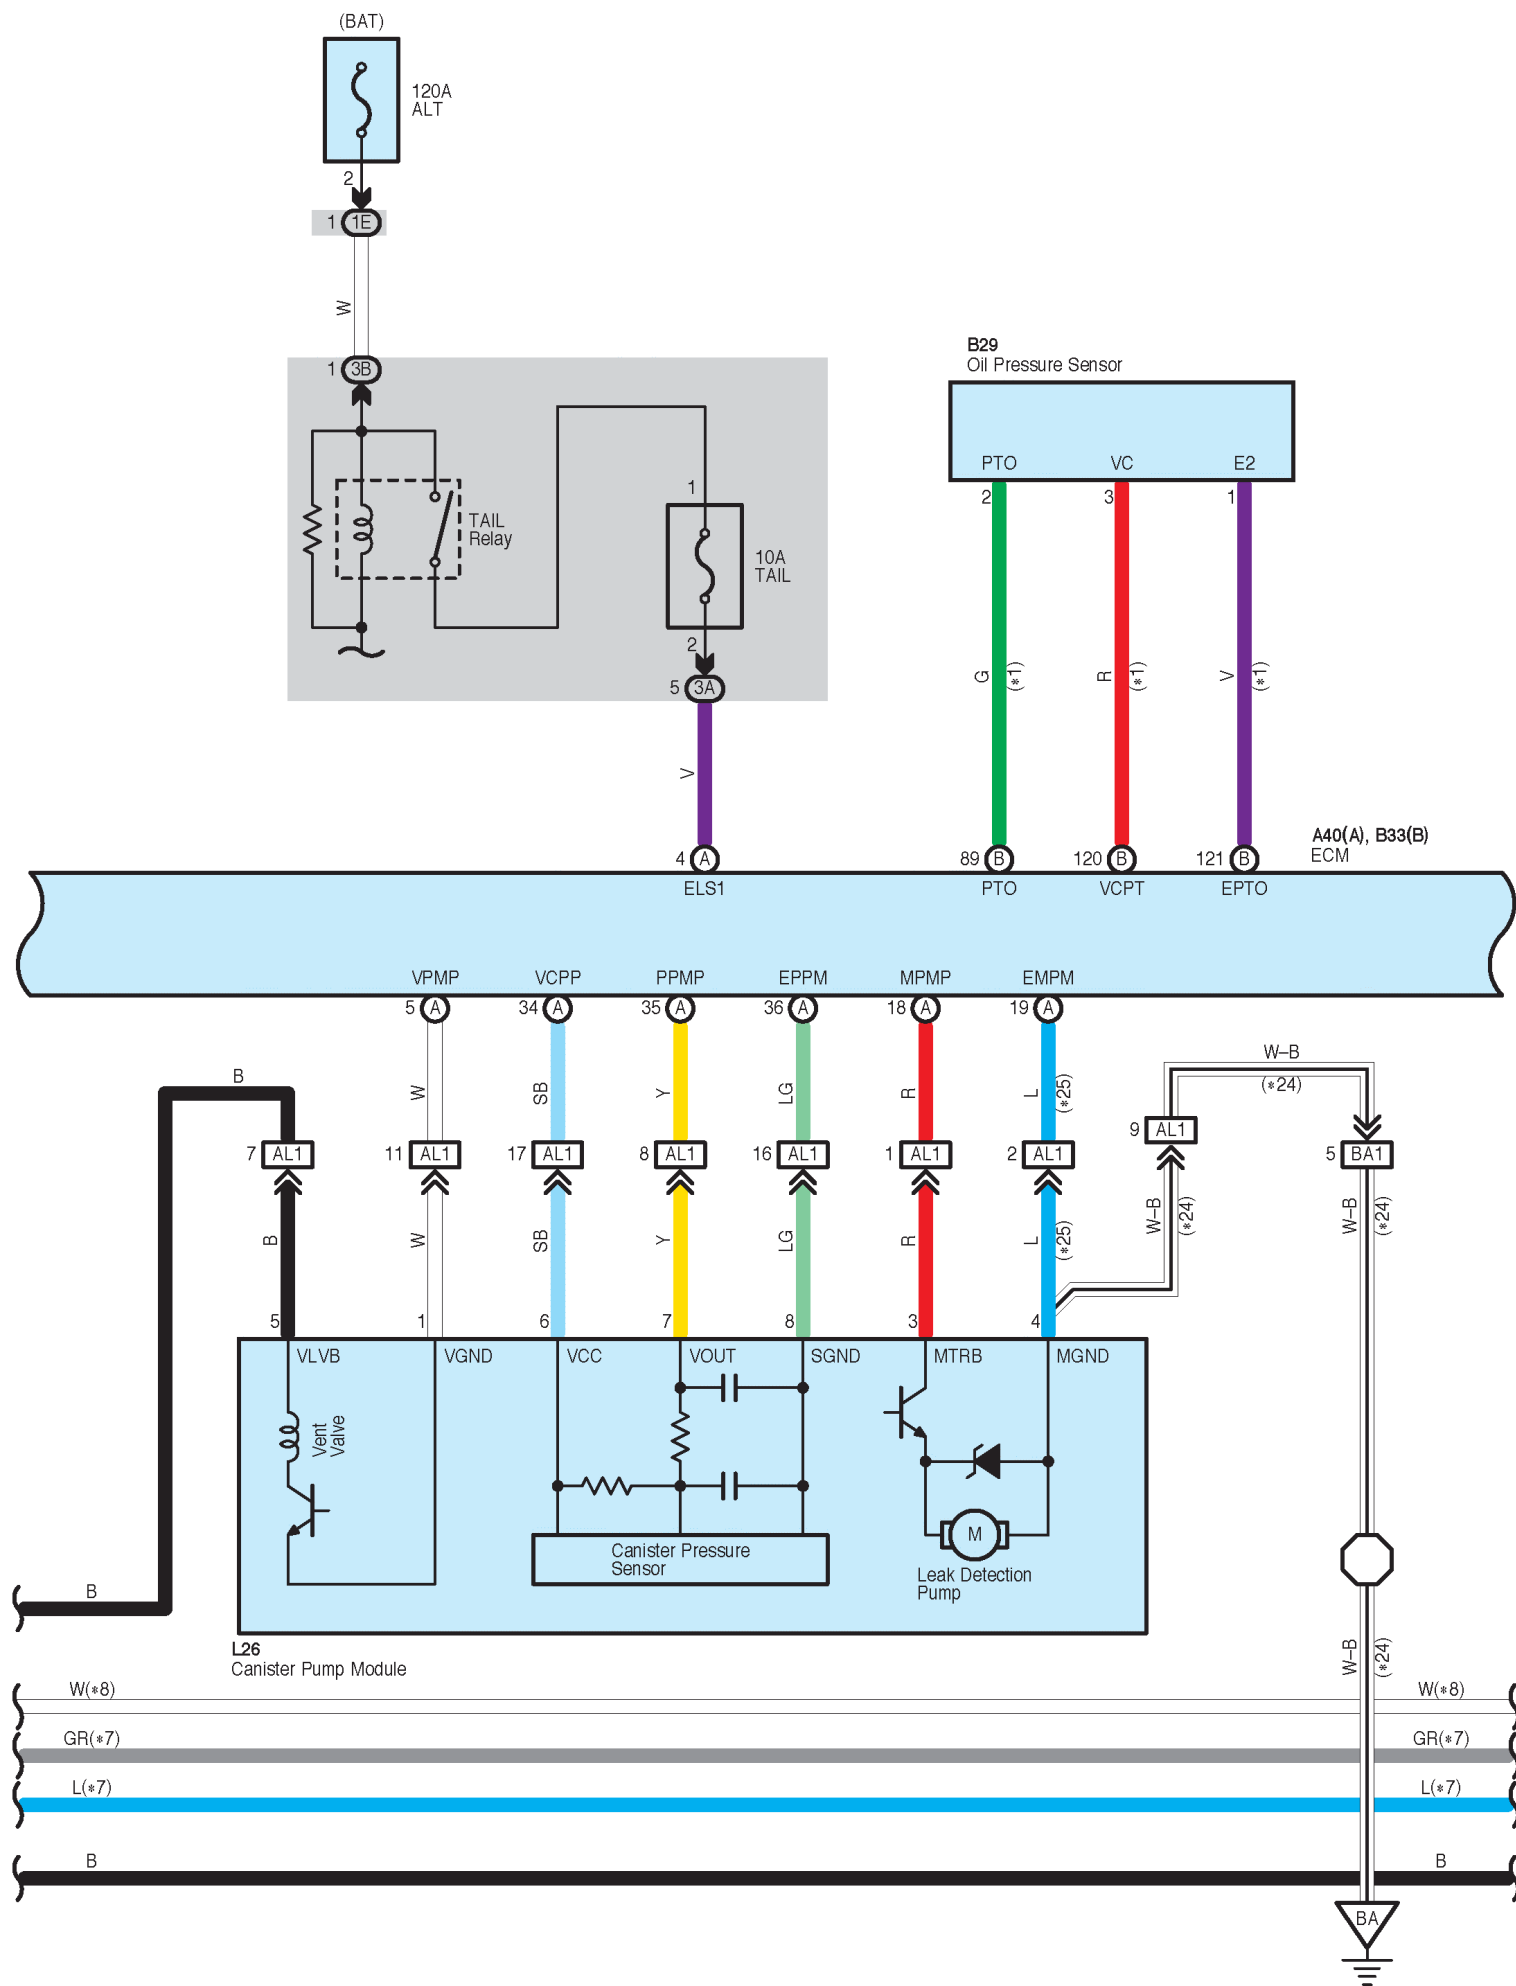 (BAT)
120A
ALT
2
1 1E
W
1 3B
TAIL
Relay
1
10A
TAIL
2
5 3A
V
B29
Oil Pressure Sensor
PTO VC E2
2 3 1
G (*1) R (*1) V (*1)
A40(A), B33(B)
ECM
4 A 89 B 120 B 121 B
ELS1 PTO VCPT EPTO
VPMP VCPP PPMP EPPM MPMP EMPM
5 A 34 A 35 A 36 A 18 A 19 A
W–B
(*24)
B
W SB Y LG R L (*25)
9 AL1
7 AL1 11 AL1 17 AL1 8 AL1 16 AL1 1 AL1 2 AL1 5 BA1
B W SB Y LG R L (*25) W–B (*24) W–B (*24)
5 1 6 7 8 3 4
VLVB VGND VCC VOUT SGND MTRB MGND
Vent
Valve
M
Canister Pressure
Sensor
Leak Detection
Pump
B
L26
Canister Pump Module
W–B (*24)
W(*8) W(*8)
GR(*7) GR(*7)
L(*7) L(*7)
B B
BA